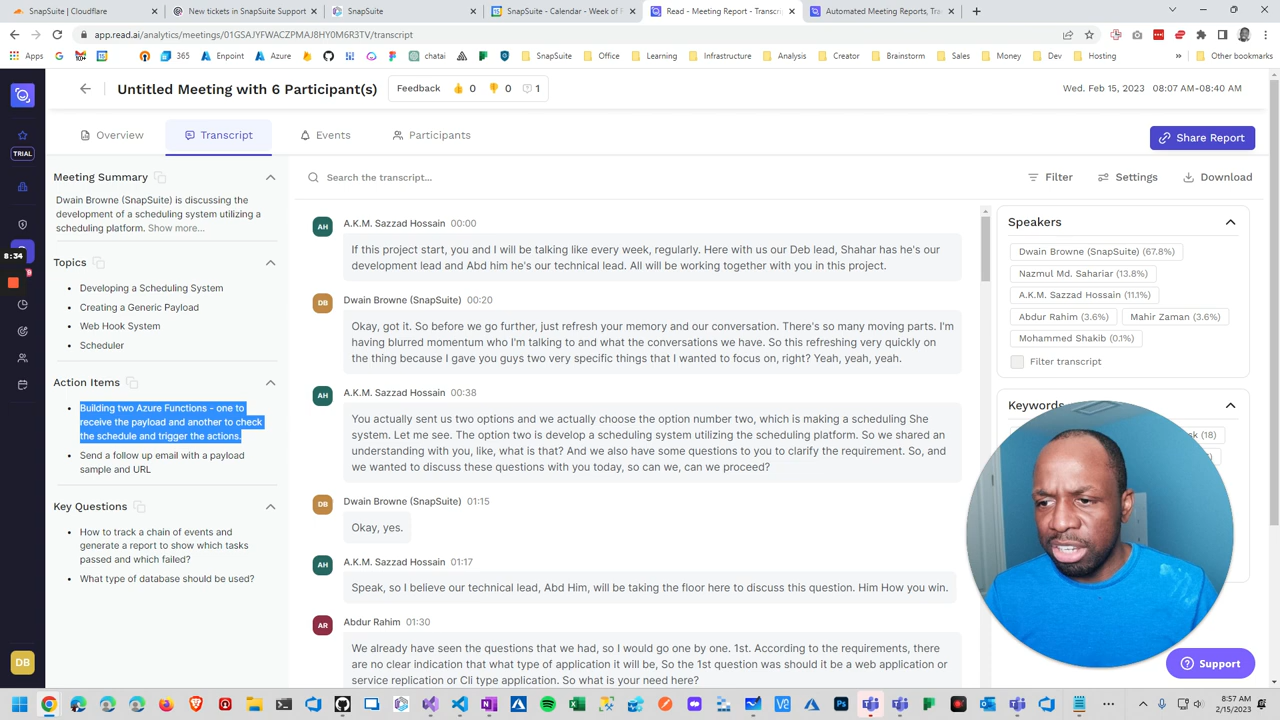 SnapSuite Cloudflare
New tickets in SnapSuite Support
SnapSuite
SnapSuite - Calendar - Week of F
Read - Meeting Report - Transcri
Automated Meeting Reports, Tra
app.read.ai/analytics/meetings/01GSAJYFWACZPMAJ8HY0M6R3TV/transcript
Apps
365
Enpoint
Azure
chatai
SnapSuite
Office
Learning
Infrastructure
Analysis
Creator
Brainstorm
Sales
Money
Dev
Hosting
Other bookmarks
Untitled Meeting with 6 Participant(s)
Feedback 0 0 1
Wed. Feb 15, 2023 08:07 AM-08:40 AM
TRIAL
Overview
Transcript
Events
Participants
Share Report
Meeting Summary
Dwain Browne (SnapSuite) is discussing the
development of a scheduling system utilizing a
scheduling platform. Show more...
8:34
Topics
Developing a Scheduling System
Creating a Generic Payload
Web Hook System
Scheduler
Action Items
Building two Azure Functions - one to
receive the payload and another to check
the schedule and trigger the actions.
Send a follow up email with a payload
sample and URL
Key Questions
How to track a chain of events and
generate a report to show which tasks
passed and which failed?
What type of database should be used?
DB
Search the transcript...
Filter
Settings
Download
AH
A.K.M. Sazzad Hossain 00:00
If this project start, you and I will be talking like every week, regularly. Here with us our Deb lead, Shahar has he's our
development lead and Abd him he's our technical lead. All will be working together with you in this project.
DB
Dwain Browne (SnapSuite) 00:20
Okay, got it. So before we go further, just refresh your memory and our conversation. There's so many moving parts. I'm
having blurred momentum who I'm talking to and what the conversations we have. So this refreshing very quickly on
the thing because I gave you guys two very specific things that I wanted to focus on, right? Yeah, yeah, yeah.
AH
A.K.M. Sazzad Hossain 00:38
You actually sent us two options and we actually choose the option number two, which is making a scheduling She
system. Let me see. The option two is develop a scheduling system utilizing the scheduling platform. So we shared an
understanding with you, like, what is that? And we also have some questions to you to clarify the requirement. So, and
we wanted to discuss these questions with you today, so can we, can we proceed?
DB
Dwain Browne (SnapSuite) 01:15
Okay, yes.
AH
A.K.M. Sazzad Hossain 01:17
Speak, so I believe our technical lead, Abd Him, will be taking the floor here to discuss this question. Him How you win.
AR
Abdur Rahim 01:30
We already have seen the questions that we had, so I would go one by one. 1st. According to the requirements, there
are no clear indication that what type of application it will be, So the 1st question was should it be a web application or
service replication or Cli type application. So what is your need here?
Speakers
Dwain Browne (SnapSuite) (67.8%)
Nazmul Md. Sahariar (13.8%)
A.K.M. Sazzad Hossain (11.1%)
Abdur Rahim (3.6%)
Mahir Zaman (3.6%)
Mohammed Shakib (0.1%)
Filter transcript
Keywords
(18)
Support
8:57 AM
2/15/2023